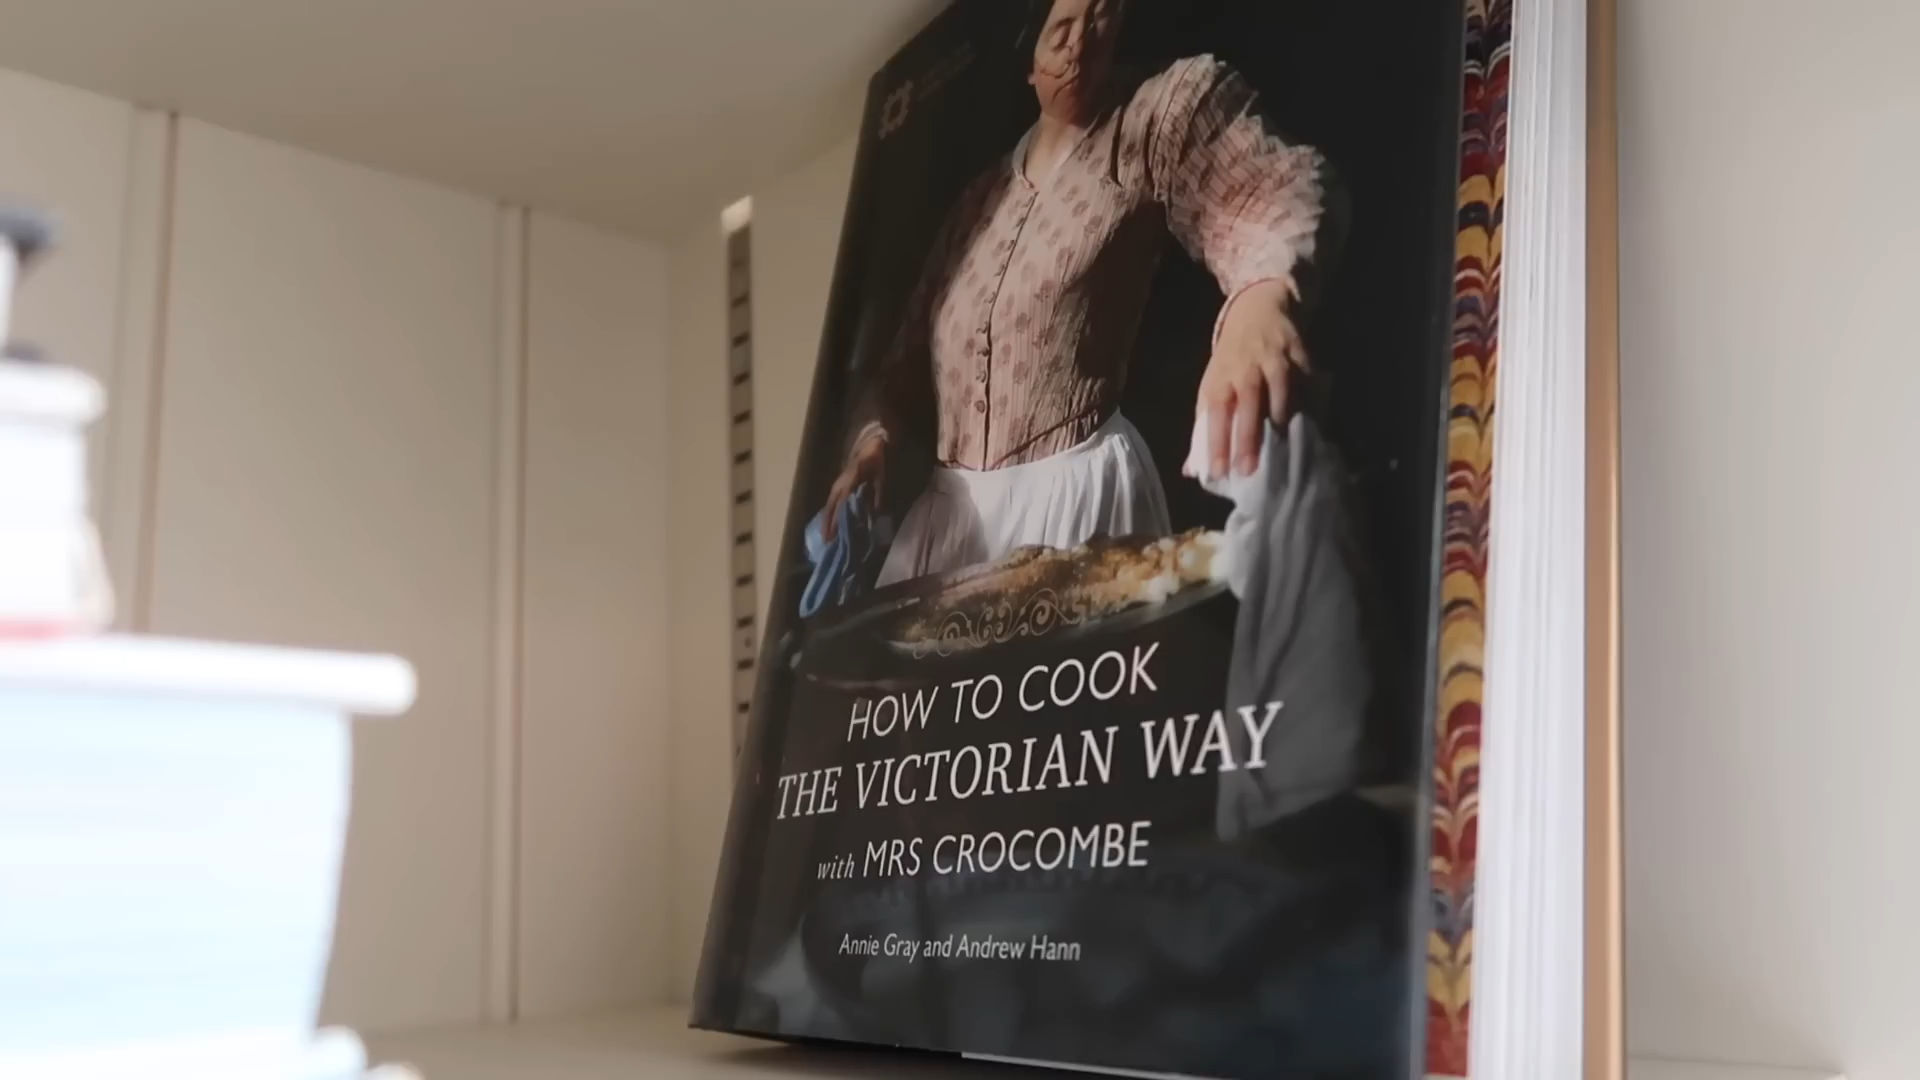 HOW TO COOK
THE VICTORIAN WAY
with MRS CROCOMBE
Annie Gray and Andrew Hann